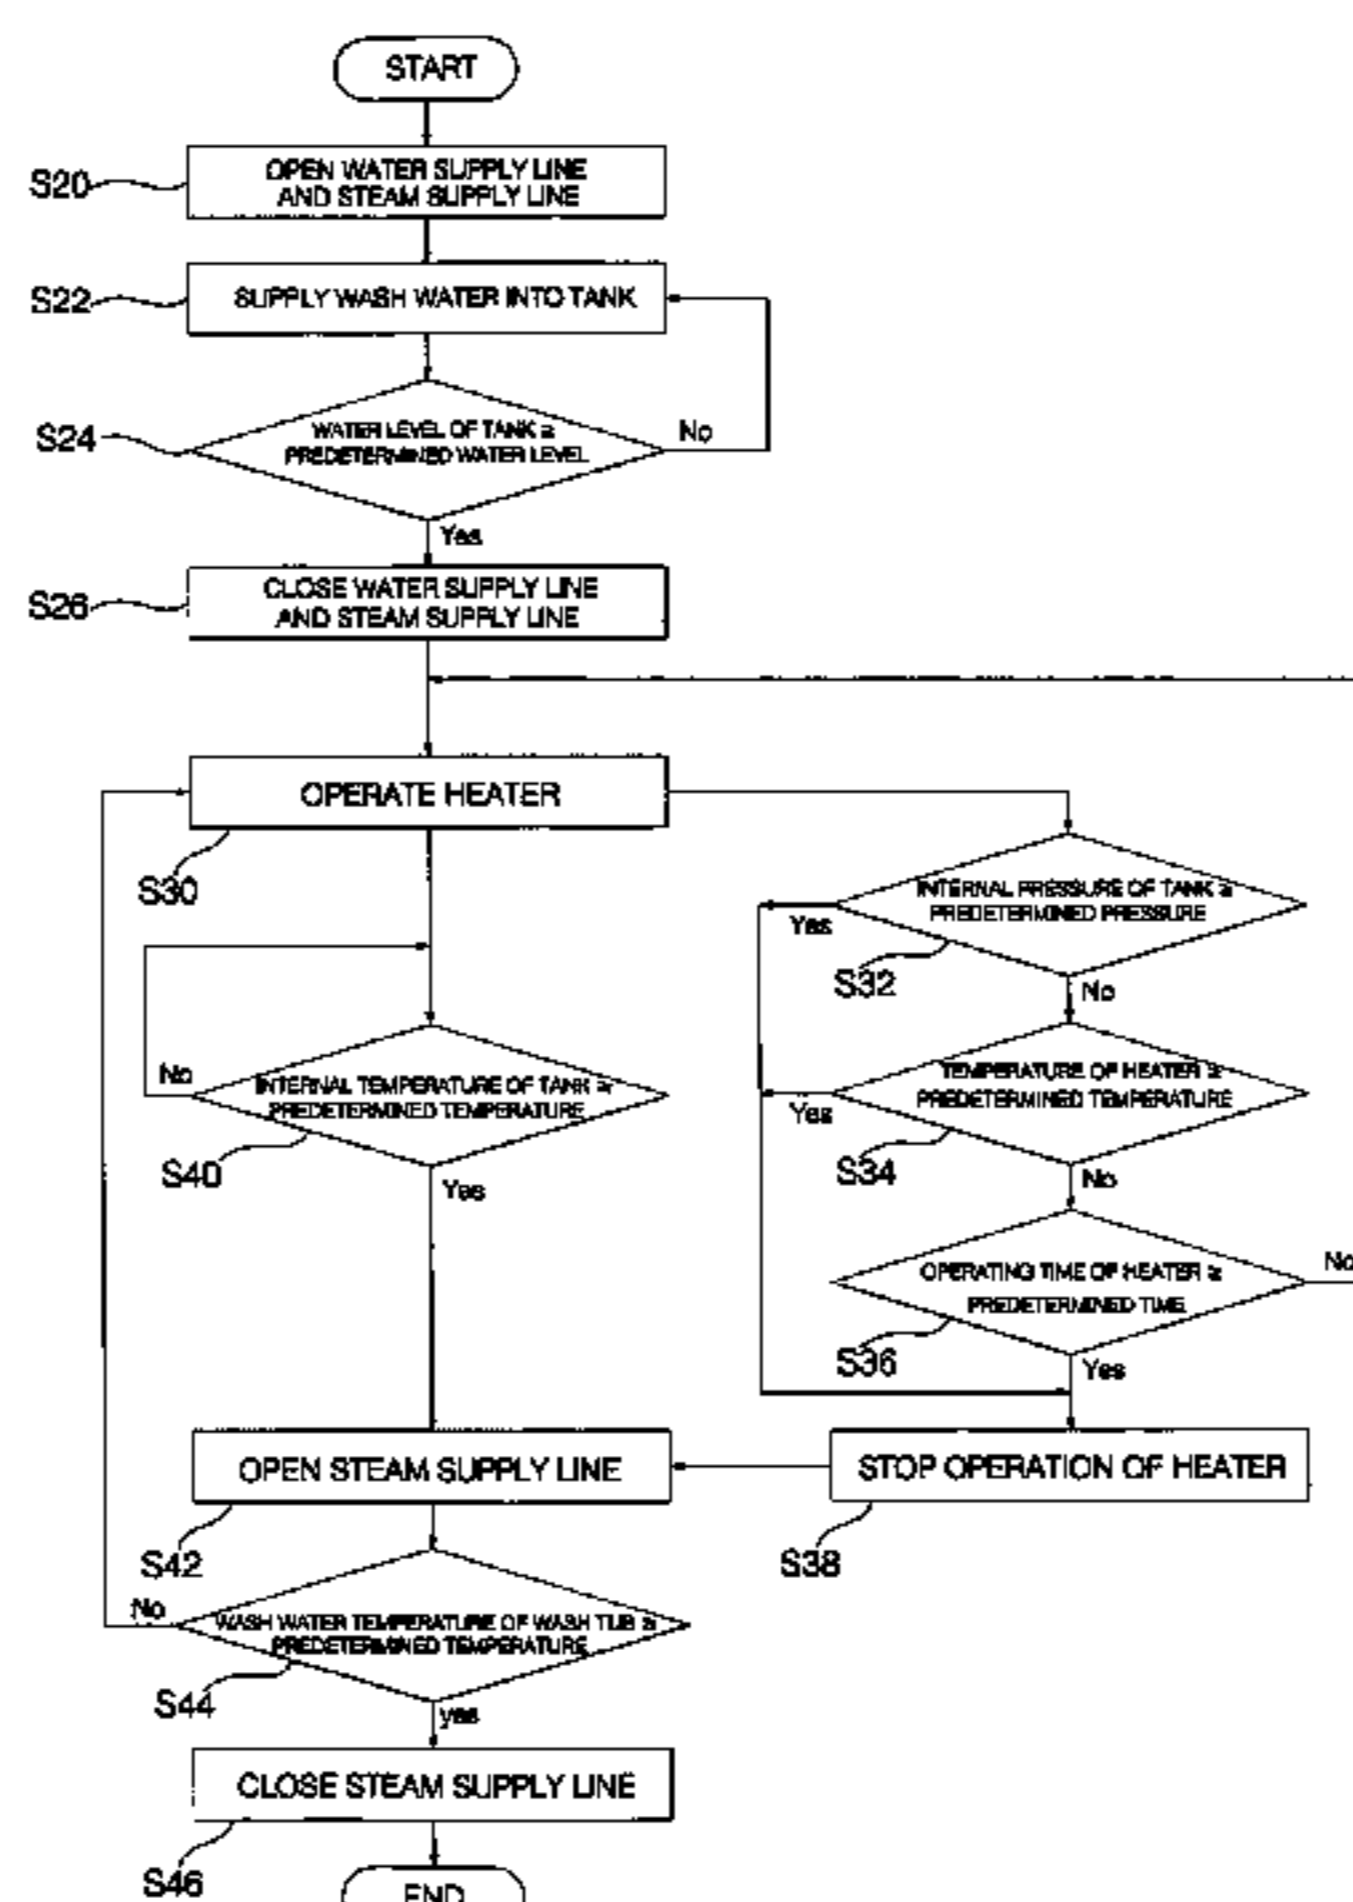 START
S20
OPEN WATER SUPPLY LINE
AND STEAM SUPPLY LINE
S22
SUPPLY WASH WATER INTO TANK
S24
WATER LEVEL OF TANK ≥
PREDETERMINED WATER LEVEL
No
Yes
S26
CLOSE WATER SUPPLY LINE
AND STEAM SUPPLY LINE
OPERATE HEATER
S30
INTERNAL PRESSURE OF TANK ≥
PREDETERMINED PRESSURE
Yes
S32
No
TEMPERATURE OF HEATER ≥
PREDETERMINED TEMPERATURE
Yes
S34
No
INTERNAL TEMPERATURE OF TANK ≥
PREDETERMINED TEMPERATURE
No
S40
Yes
OPERATING TIME OF HEATER ≥
PREDETERMINED TIME
No
S36
Yes
OPEN STEAM SUPPLY LINE
STOP OPERATION OF HEATER
S42
S38
No
WASH WATER TEMPERATURE OF WASH TUB ≥
PREDETERMINED TEMPERATURE
S44
yes
CLOSE STEAM SUPPLY LINE
S46
END